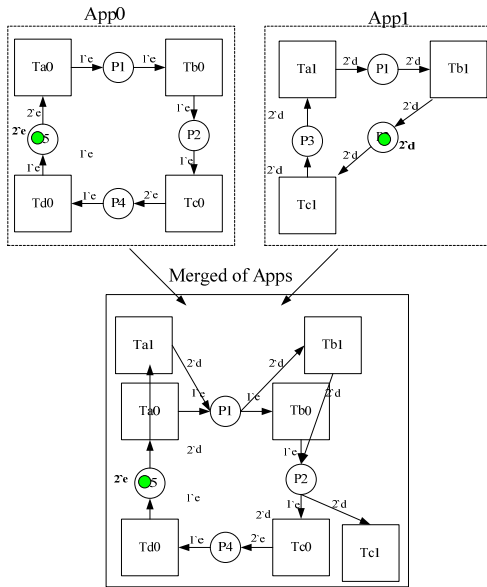 App0
App1
Ta0 1`e P1 1`e Tb0
Ta1 2`d P1 2`d Tb1
2`e 1`e
2`d 2`d
2`e 5 1`e P2
P3 2`d 2`d
1`e 1`e
2`d
Td0 1`e P4 2`e Tc0
Tc1
Merged of Apps
Ta1 2`d 2`d Tb1
Ta0 1`e P1 1`e Tb0 2`d
2`d 1`e
2`e 5 P2
1`e 1`e 2`d
2`d
Td0 1`e P4 2`e Tc0 Tc1